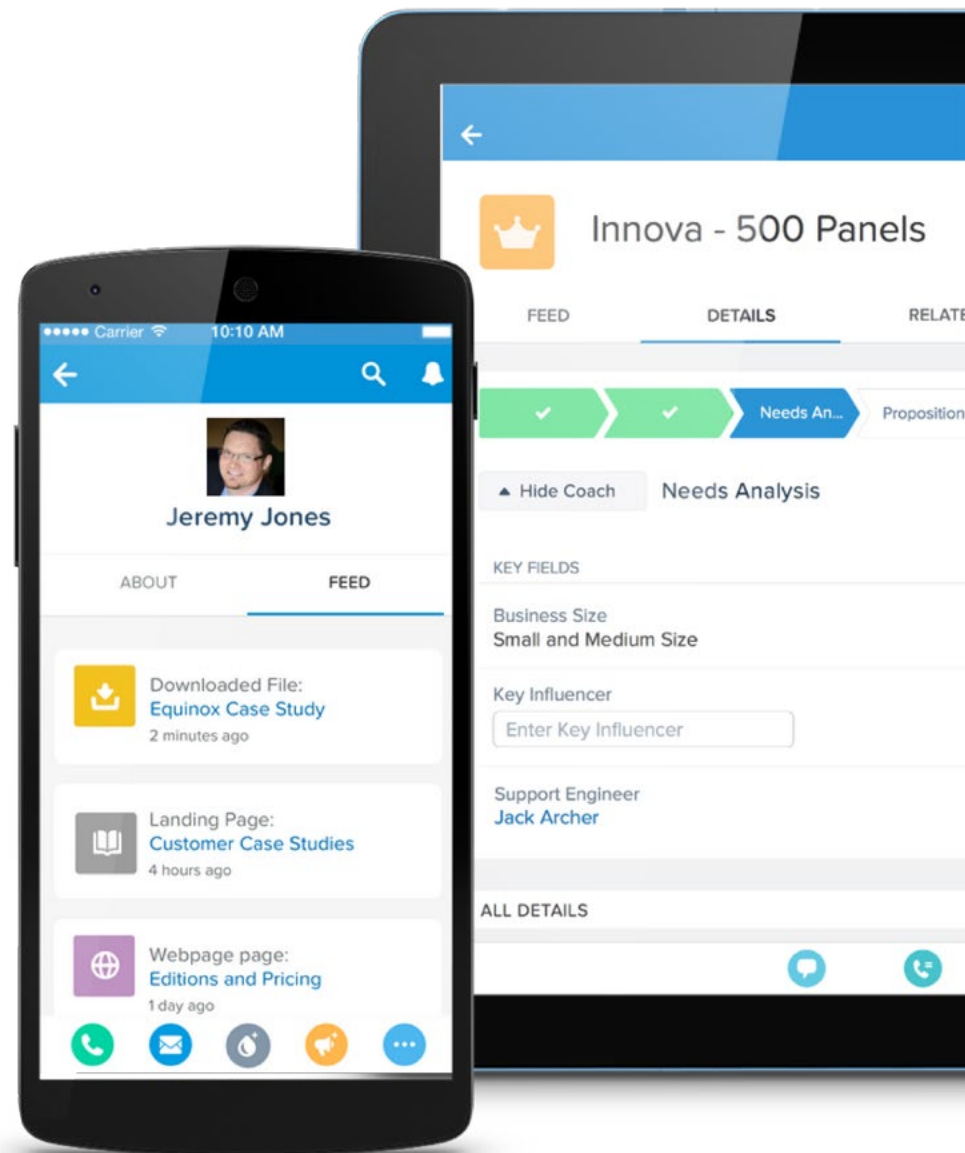 Carrier 10:10 AM
Jeremy Jones
ABOUT FEED
Downloaded File:
Equinox Case Study
2 minutes ago
Landing Page:
Customer Case Studies
4 hours ago
Webpage page:
Editions and Pricing
1 day ago
Innova - 500 Panels
FEED DETAILS RELATE
Needs An... Proposition
Hide Coach Needs Analysis
KEY FIELDS
Business Size
Small and Medium Size
Key Influencer
Enter Key Influencer
Support Engineer
Jack Archer
ALL DETAILS